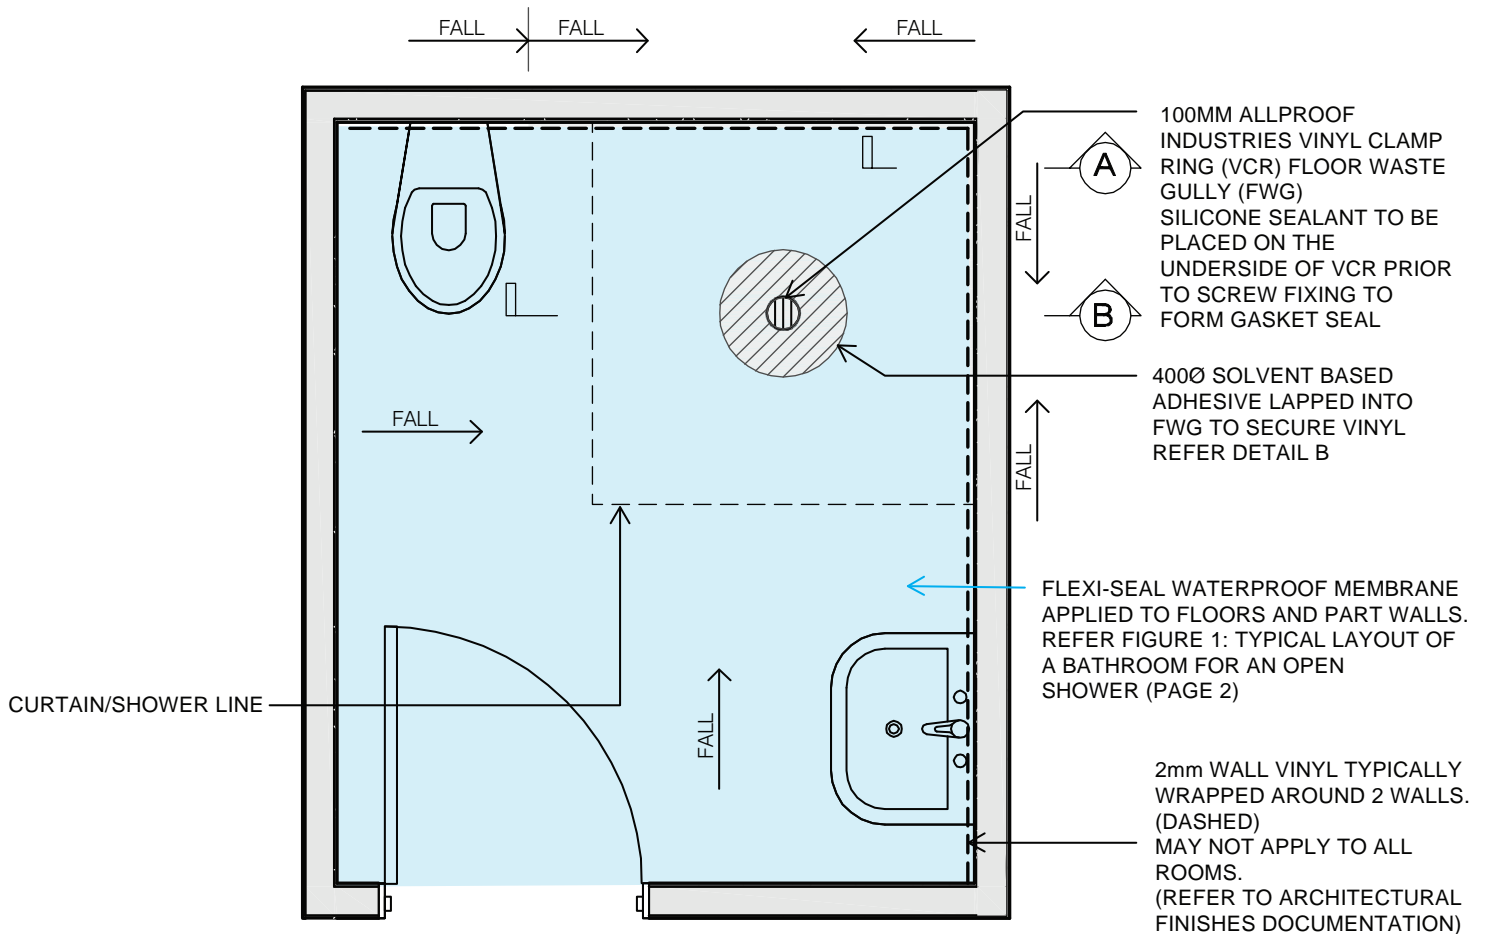 FALL
FALL
FALL
100MM ALLPROOF
INDUSTRIES VINYL CLAMP
RING (VCR) FLOOR WASTE
GULLY (FWG)
SILICONE SEALANT TO BE
PLACED ON THE
UNDERSIDE OF VCR PRIOR
TO SCREW FIXING TO
FORM GASKET SEAL
A
FALL
B
400Ø SOLVENT BASED
ADHESIVE LAPPED INTO
FWG TO SECURE VINYL
REFER DETAIL B
FALL
FALL
FLEXI-SEAL WATERPROOF MEMBRANE
APPLIED TO FLOORS AND PART WALLS.
REFER FIGURE 1: TYPICAL LAYOUT OF
A BATHROOM FOR AN OPEN
SHOWER (PAGE 2)
CURTAIN/SHOWER LINE
FALL
2mm WALL VINYL TYPICALLY
WRAPPED AROUND 2 WALLS.
(DASHED)
MAY NOT APPLY TO ALL
ROOMS.
(REFER TO ARCHITECTURAL
FINISHES DOCUMENTATION)